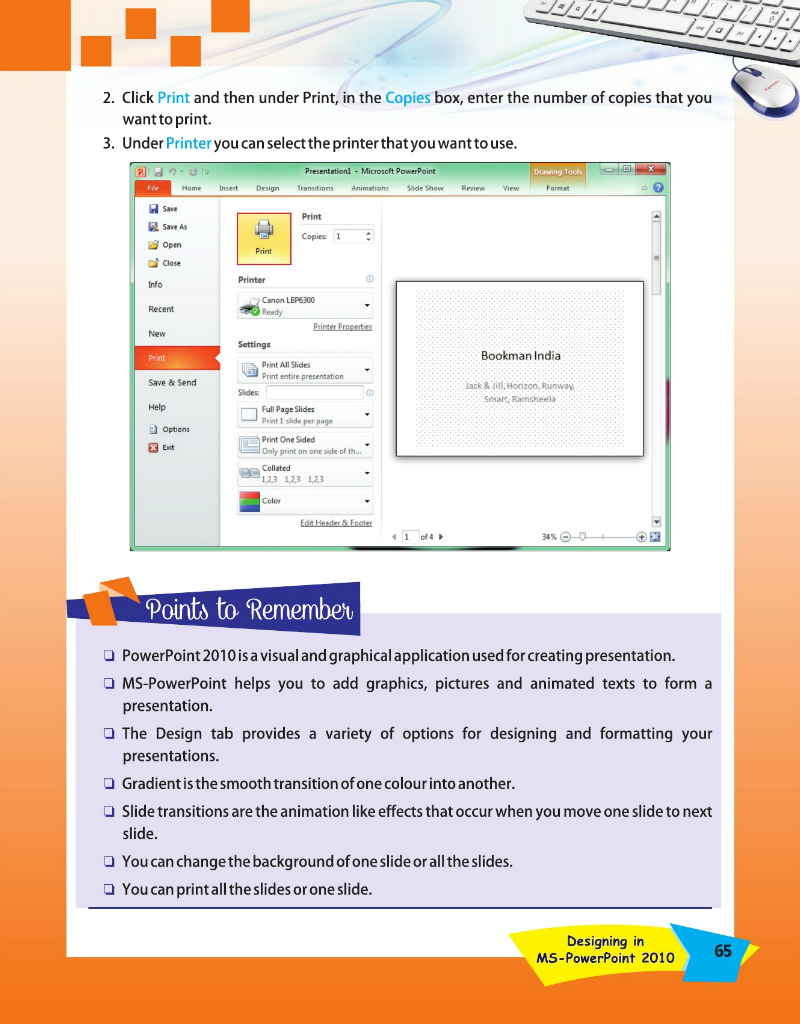 2. Click Print and then under Print, in the Copies box, enter the number of copies that you
want to print.
3. Under Printer you can select the printer that you want to use.
Presentation1 - Microsoft PowerPoint
Drawing Tools
File Home Insert Design Transitions Animations Slide Show Review View Format
Save
Save As
Open
Close
Info
Recent
New
Print
Save & Send
Help
Options
Exit
Print
Print
Copies: 1
Printer
Canon LBP6300
Ready
Printer Properties
Settings
Print All Slides
Print entire presentation
Slides:
Full Page Slides
Print 1 slide per page
Print One Sided
Only print on one side of th...
Collated
1,2,3 1,2,3 1,2,3
Color
Edit Header & Footer
Bookman India
Jack & Jill, Horizon, Runway,
Smart, Ramsheela
1 of 4
34%
Points to Remember
❑ PowerPoint 2010 is a visual and graphical application used for creating presentation.
❑ MS-PowerPoint helps you to add graphics, pictures and animated texts to form a
presentation.
❑ The Design tab provides a variety of options for designing and formatting your
presentations.
❑ Gradient is the smooth transition of one colour into another.
❑ Slide transitions are the animation like effects that occur when you move one slide to next
slide.
❑ You can change the background of one slide or all the slides.
❑ You can print all the slides or one slide.
Designing in
MS-PowerPoint 2010
65